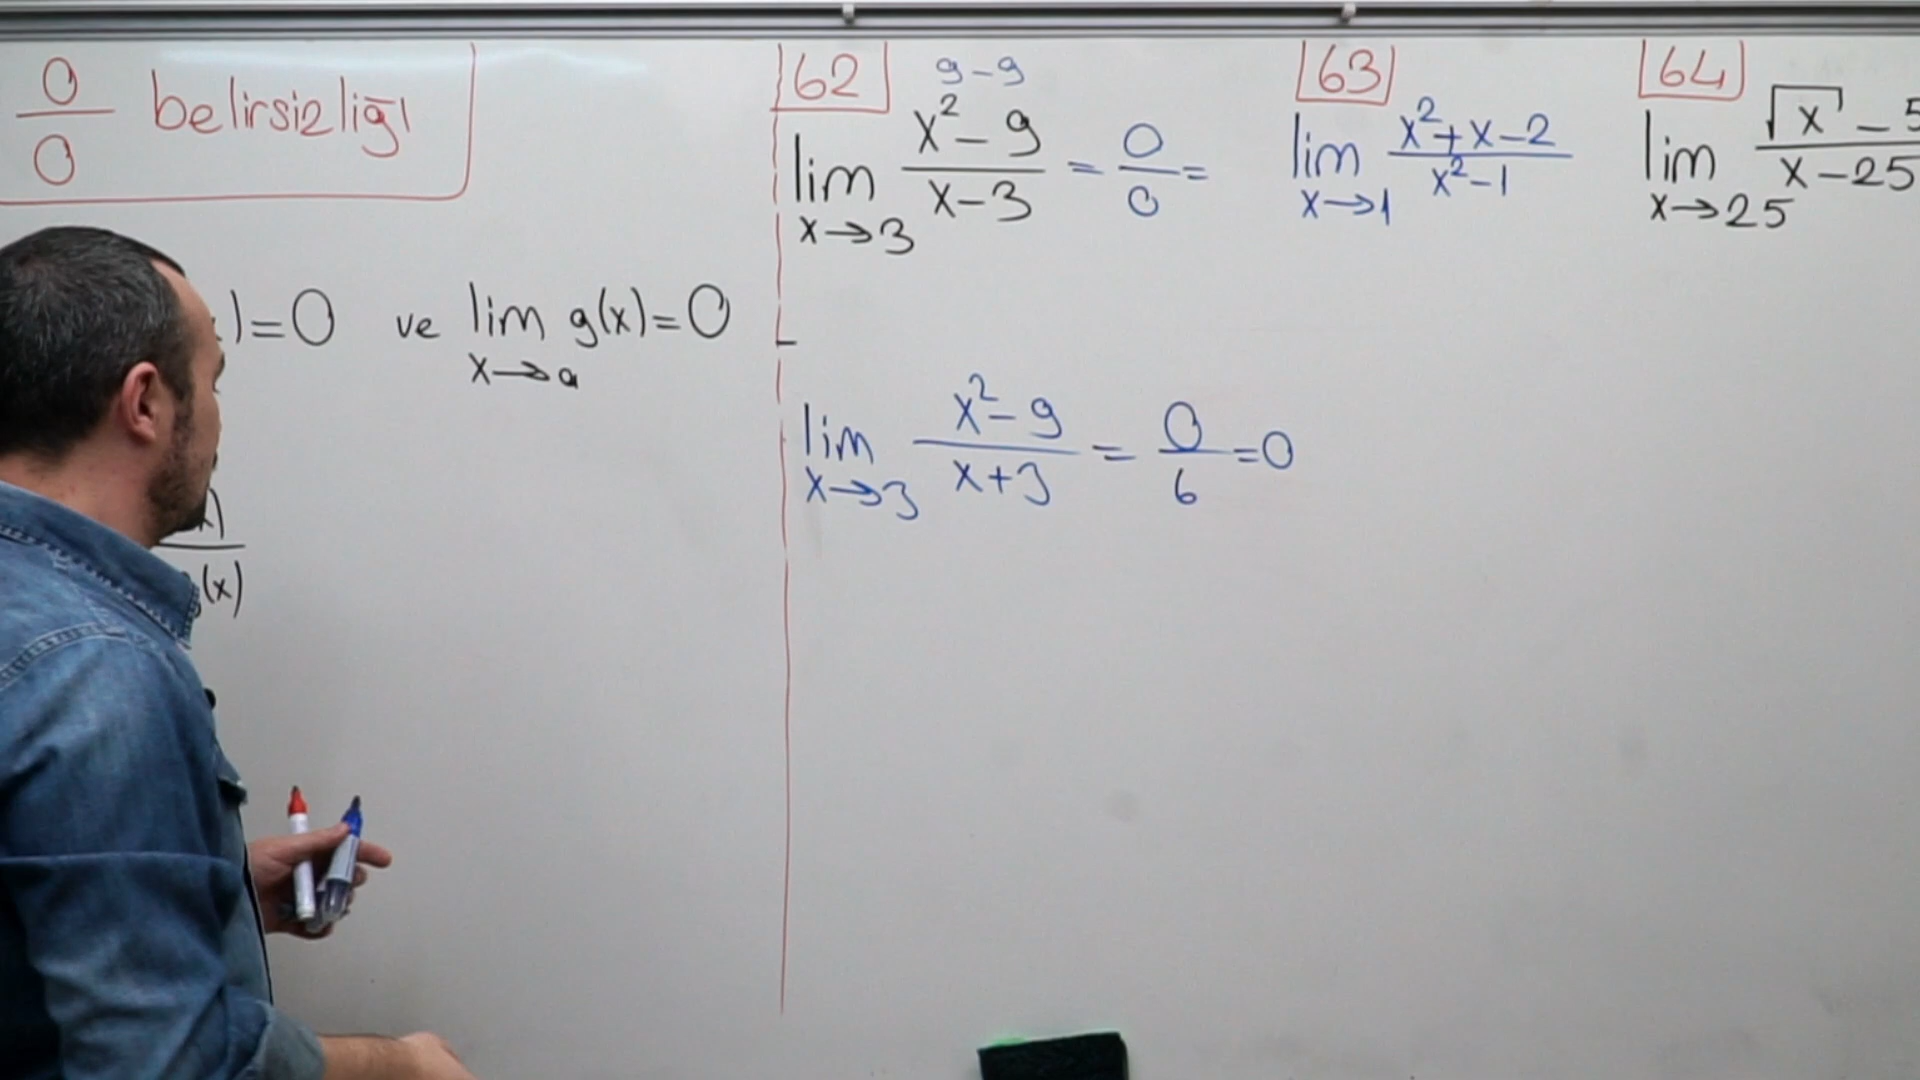 0/0 belirsizliği
)=0 ve lim g(x)=0
x→a
x)
(x)
62
9-9
lim x²-9 / x-3 = 0/0 =
x→3
lim x²-9 / x+3 = 0/6 =0
x→3
63
lim x²+x-2 / x²-1
x→1
64
lim √x - 5 / x-25
x→25